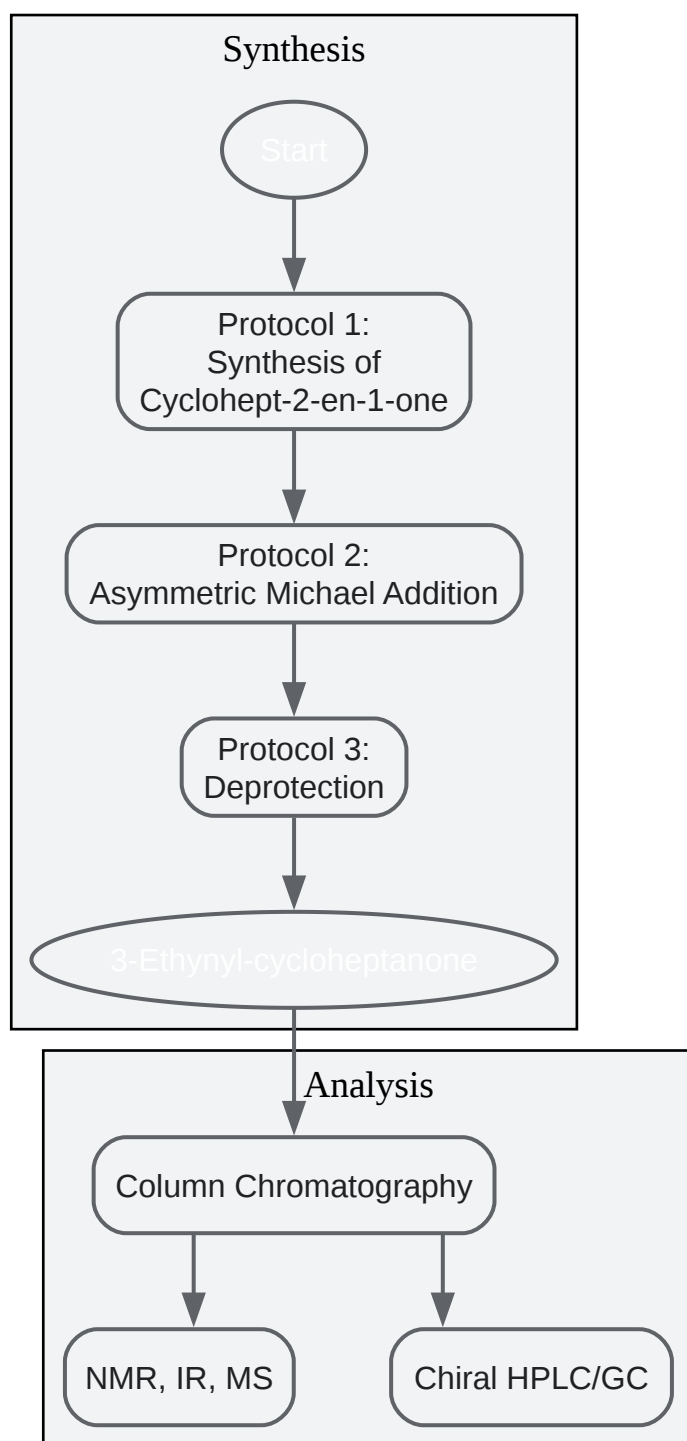 Synthesis
Start
Protocol 1:
Synthesis of
Cyclohept-2-en-1-one
Protocol 2:
Asymmetric Michael Addition
Protocol 3:
Deprotection
3-Ethynyl-cycloheptanone
Analysis
Column Chromatography
NMR, IR, MS
Chiral HPLC/GC